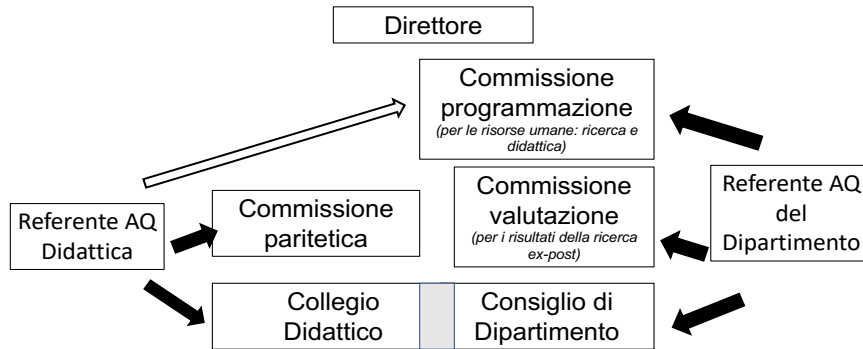 Direttore
Commissione
programmazione
(per le risorse umane: ricerca e
didattica)
Referente AQ
Didattica
Commissione
paritetica
Commissione
valutazione
(per i risultati della ricerca
ex-post)
Referente AQ
del
Dipartimento
Collegio
Didattico
Consiglio di
Dipartimento